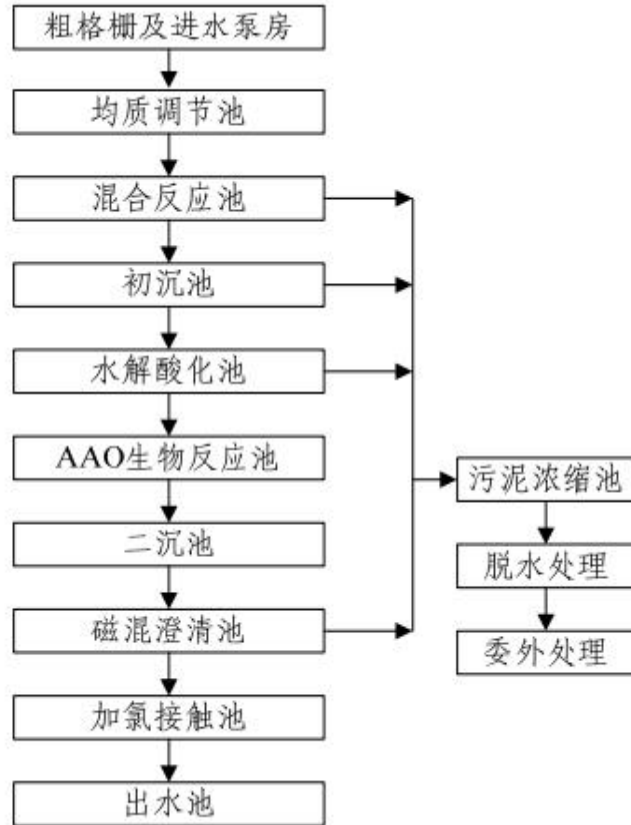 粗格栅及进水泵房
均质调节池
混合反应池
初沉池
水解酸化池
AAO生物反应池
二沉池
磁混澄清池
加氯接触池
出水池
污泥浓缩池
脱水处理
委外处理